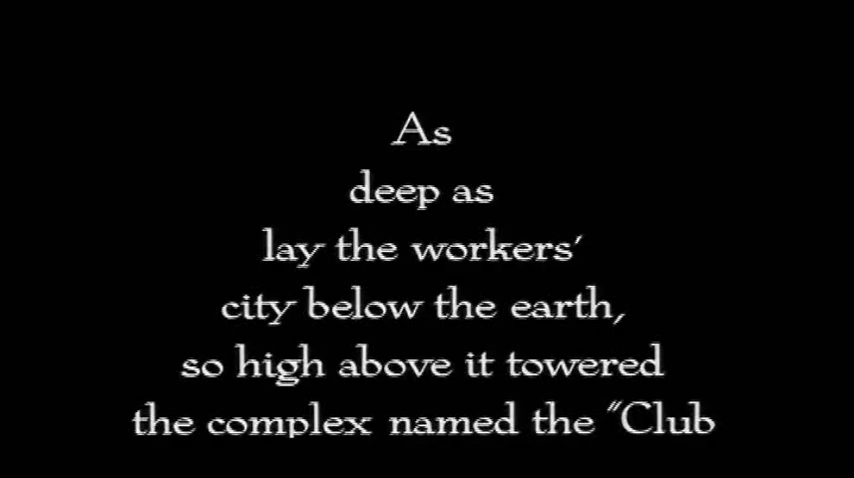 As
deep as
lay the workers'
city below the earth,
so high above it towered
the complex named the "Club